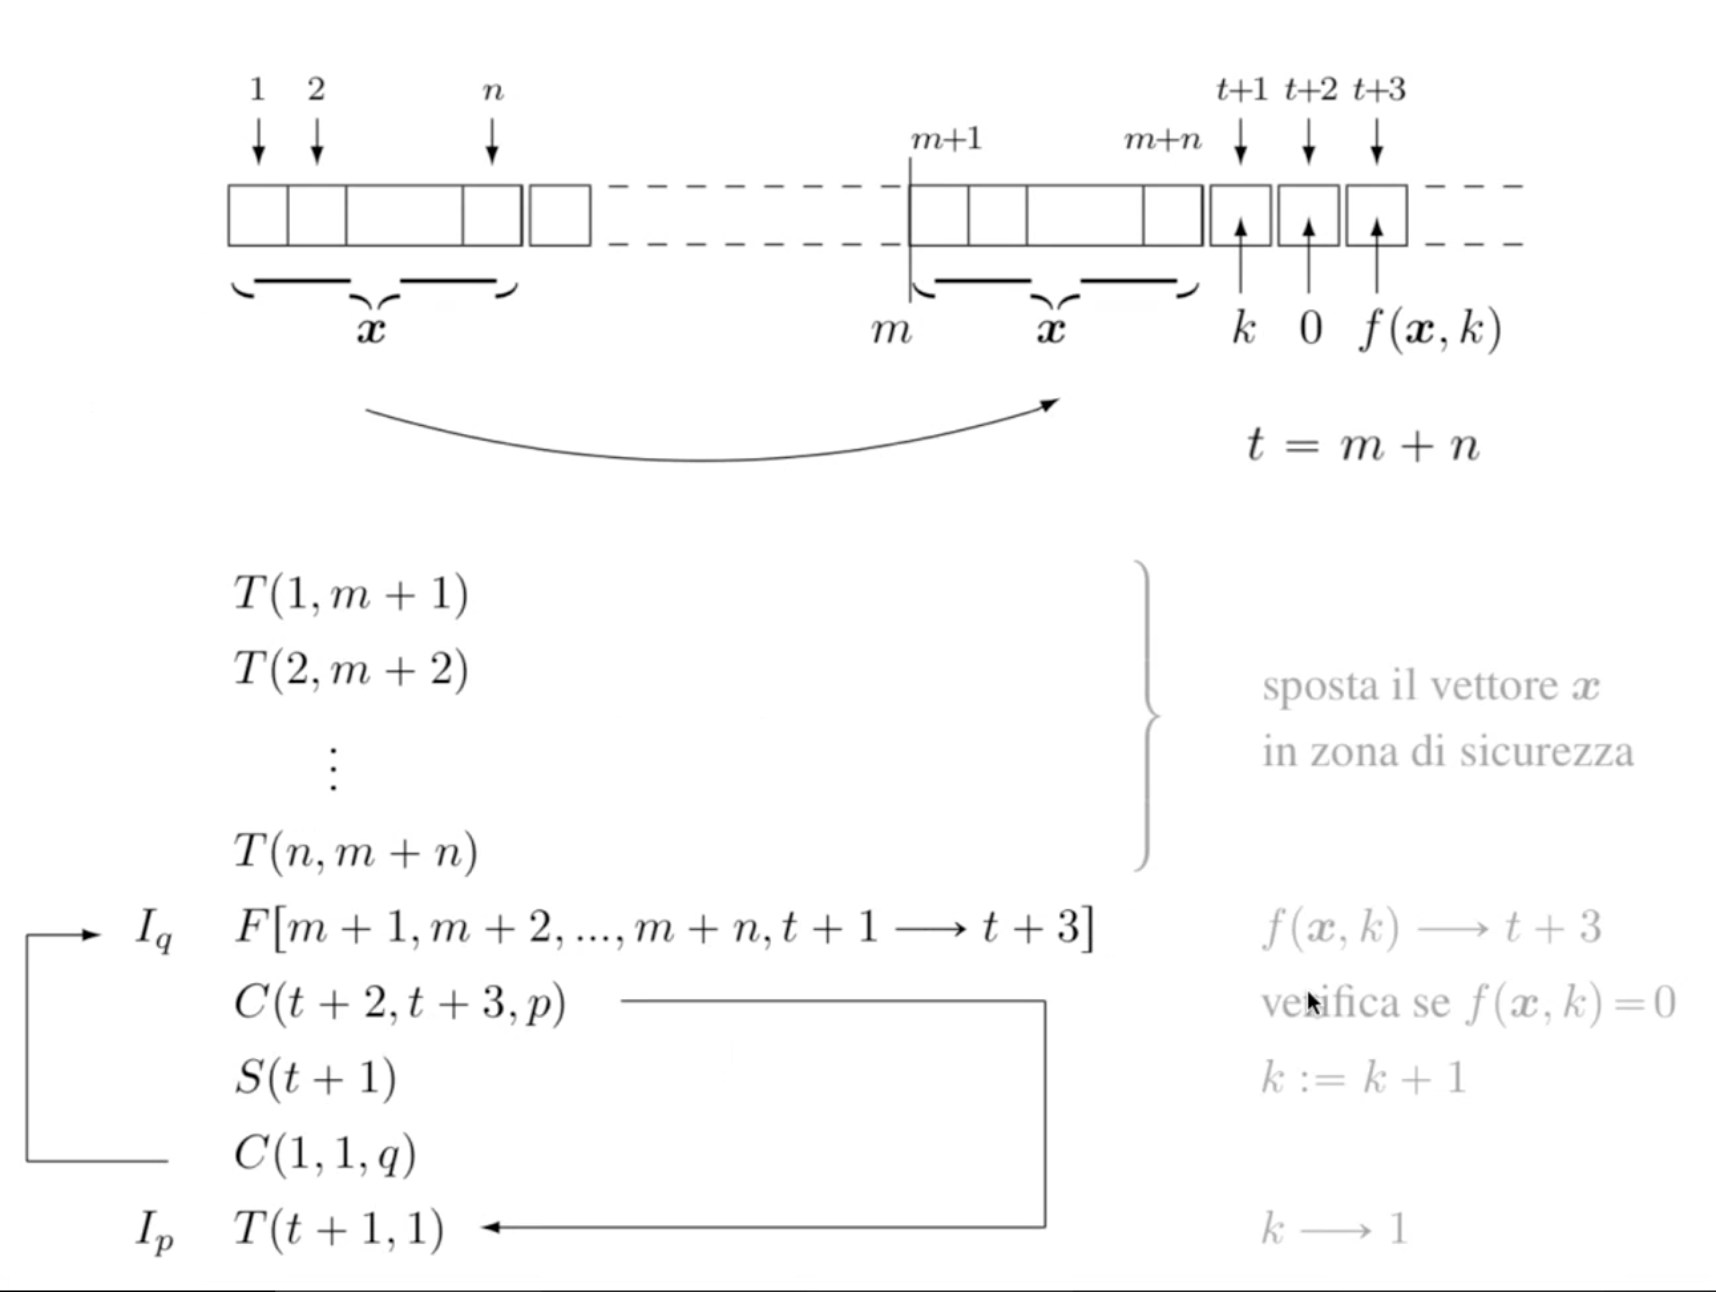 1 2 n t+1 t+2 t+3
m+1 m+n
x m x k 0 f(x, k)
t = m + n
T(1, m + 1)
T(2, m + 2)
⋮
sposta il vettore x
in zona di sicurezza
T(n, m + n)
I_q F[m + 1, m + 2, ..., m + n, t + 1 ⟶ t + 3] f(x, k) ⟶ t + 3
C(t + 2, t + 3, p) verifica se f(x, k) = 0
S(t + 1) k := k + 1
C(1, 1, q)
I_p T(t + 1, 1) k ⟶ 1